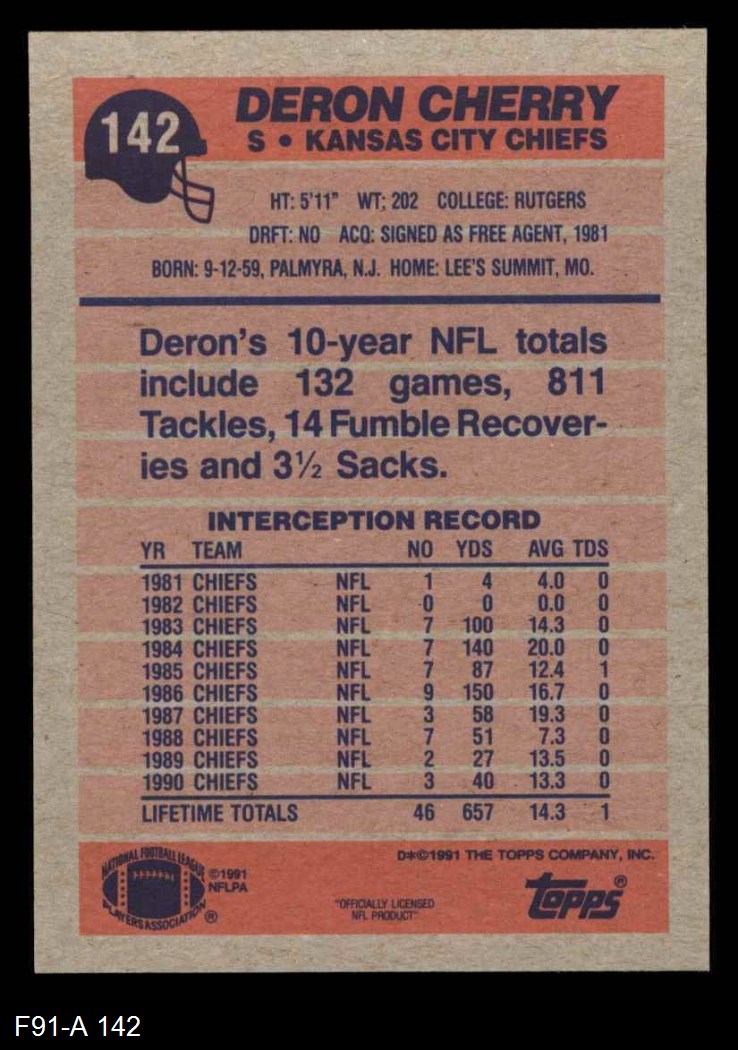 142
DERON CHERRY
S • KANSAS CITY CHIEFS
HT: 5'11" WT: 202 COLLEGE: RUTGERS
DRFT: NO ACQ: SIGNED AS FREE AGENT, 1981
BORN: 9-12-59, PALMYRA, N.J. HOME: LEE'S SUMMIT, MO.
Deron's 10-year NFL totals
include 132 games, 811
Tackles, 14 Fumble Recover-
ies and 3½ Sacks.
INTERCEPTION RECORD
YR TEAM NO YDS AVG TDS
1981 CHIEFS NFL 1 4 4.0 0
1982 CHIEFS NFL 0 0 0.0 0
1983 CHIEFS NFL 7 100 14.3 0
1984 CHIEFS NFL 7 140 20.0 0
1985 CHIEFS NFL 7 87 12.4 1
1986 CHIEFS NFL 9 150 16.7 0
1987 CHIEFS NFL 3 58 19.3 0
1988 CHIEFS NFL 7 51 7.3 0
1989 CHIEFS NFL 2 27 13.5 0
1990 CHIEFS NFL 3 40 13.3 0
LIFETIME TOTALS 46 657 14.3 1
NATIONAL FOOTBALL LEAGUE
PLAYERS ASSOCIATION ®
©1991
NFLPA
D*©1991 THE TOPPS COMPANY, INC.
"OFFICIALLY LICENSED
NFL PRODUCT"
topps®
F91-A 142